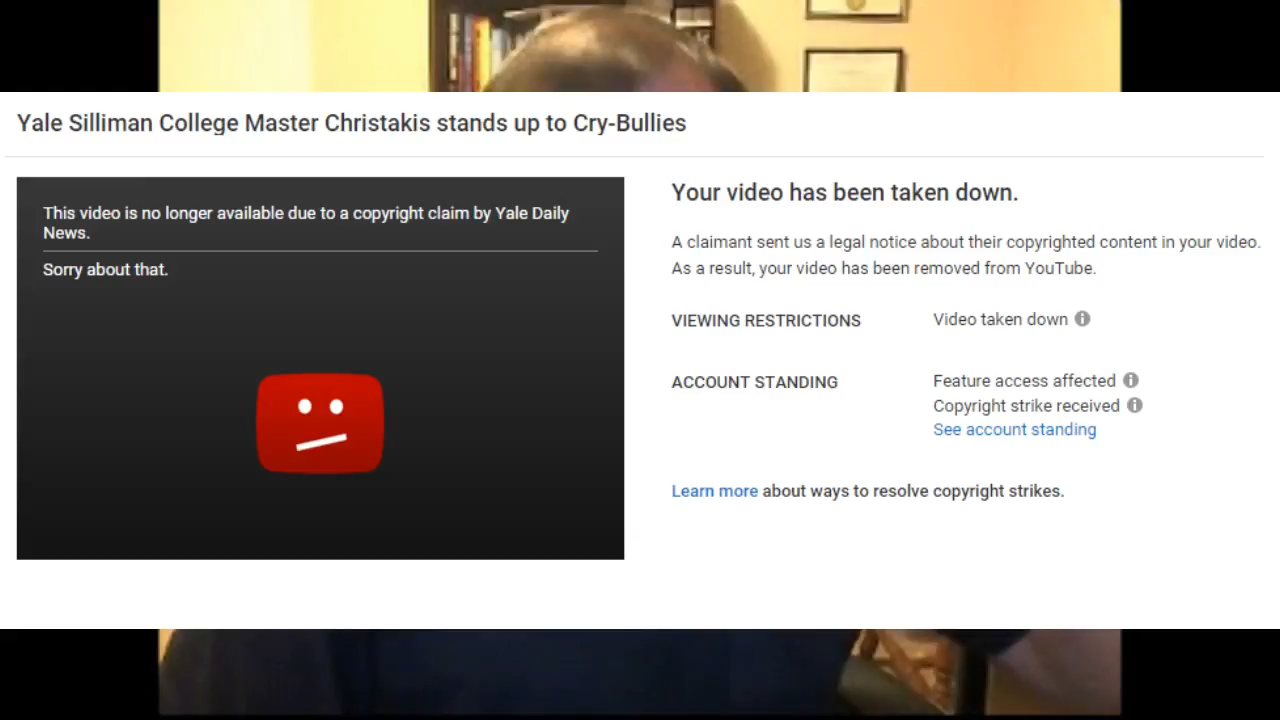 Yale Silliman College Master Christakis stands up to Cry-Bullies
This video is no longer available due to a copyright claim by Yale Daily
News.
Sorry about that.
Your video has been taken down.
A claimant sent us a legal notice about their copyrighted content in your video.
As a result, your video has been removed from YouTube.
VIEWING RESTRICTIONS
Video taken down
ACCOUNT STANDING
Feature access affected
Copyright strike received
See account standing
Learn more about ways to resolve copyright strikes.